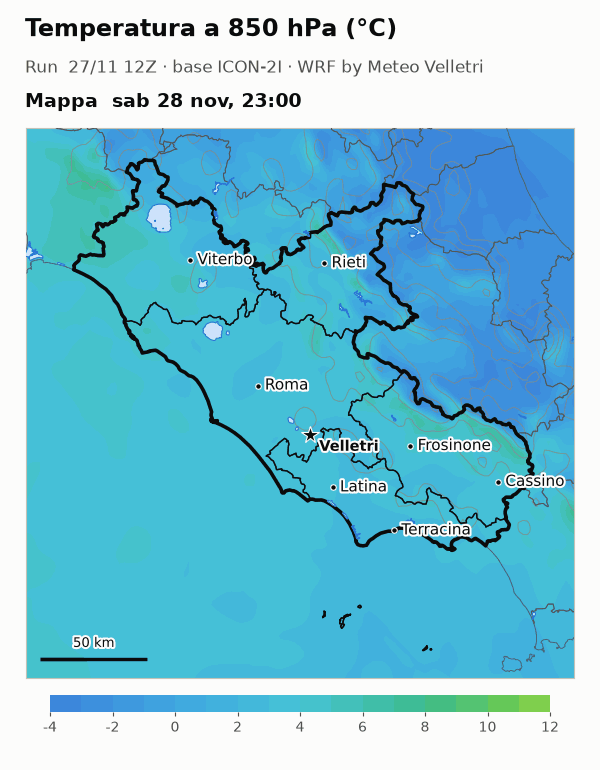 Temperatura a 850 hPa (°C)
Run  27/11 12Z · base ICON-2I · WRF by Meteo Velletri
Mappa  sab 28 nov, 23:00
Viterbo
Rieti
Roma
Velletri
Frosinone
Cassino
Latina
Terracina
50 km
-4 -2 0 2 4 6 8 10 12